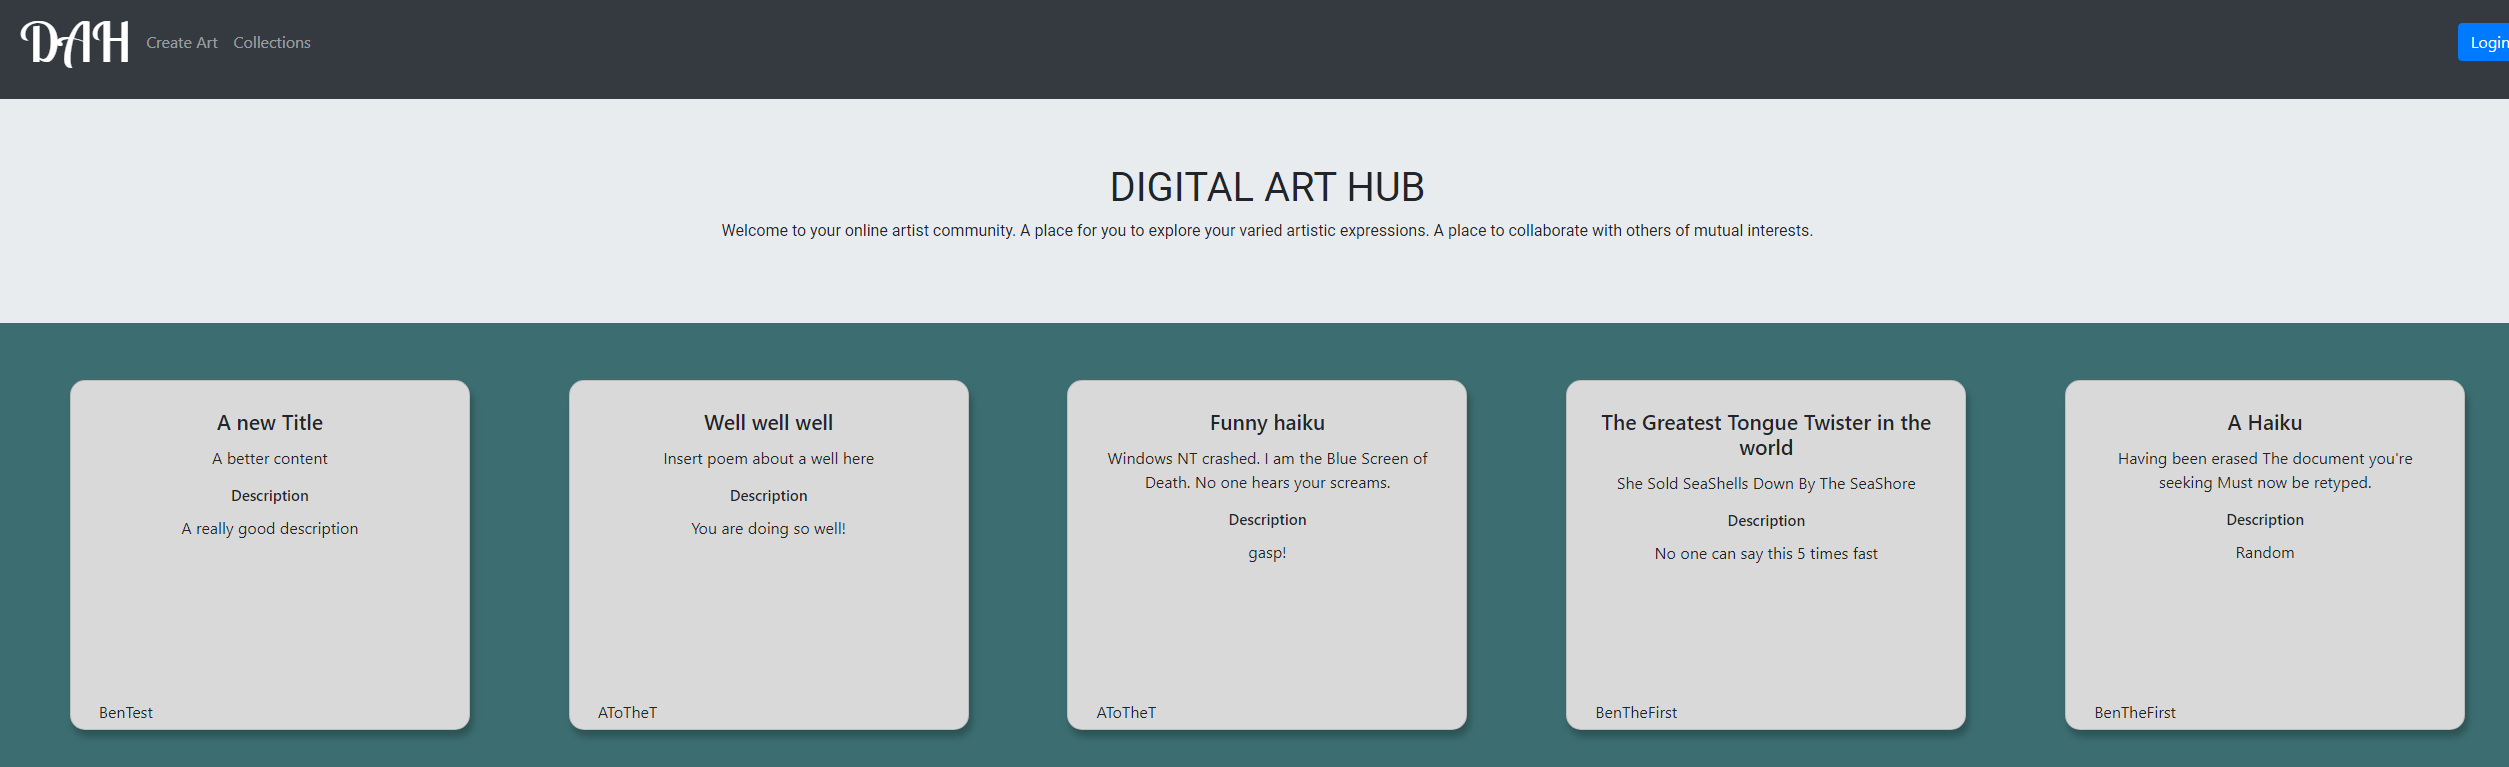 DAH
Create Art
Collections
Login
DIGITAL ART HUB
Welcome to your online artist community. A place for you to explore your varied artistic expressions. A place to collaborate with others of mutual interests.
A new Title
A better content
Description
A really good description
BenTest
Well well well
Insert poem about a well here
Description
You are doing so well!
AToTheT
Funny haiku
Windows NT crashed. I am the Blue Screen of
Death. No one hears your screams.
Description
gasp!
AToTheT
The Greatest Tongue Twister in the
world
She Sold SeaShells Down By The SeaShore
Description
No one can say this 5 times fast
BenTheFirst
A Haiku
Having been erased The document you're
seeking Must now be retyped.
Description
Random
BenTheFirst